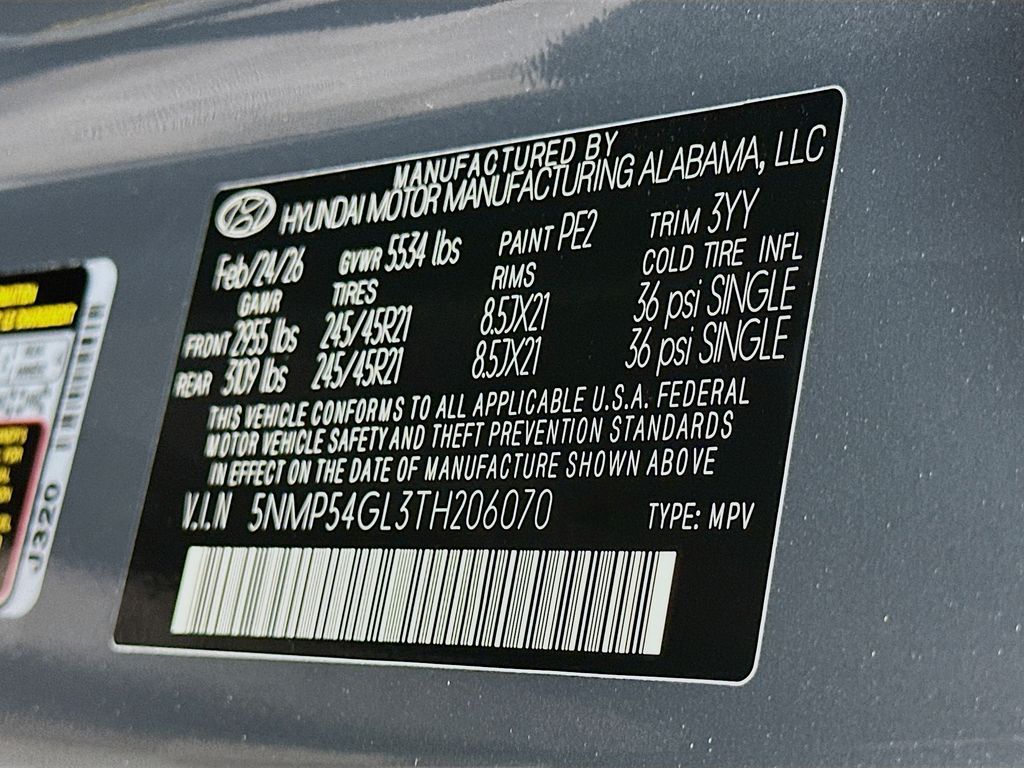 MANUFACTURED BY
HYUNDAI MOTOR MANUFACTURING ALABAMA, LLC
Feb/24/26 GVWR 5534 lbs PAINT PE2 TRIM 3YY
GAWR TIRES RIMS COLD TIRE INFL
FRONT 2955 lbs 245/45R21 8.5JX21 36 psi SINGLE
REAR 3109 lbs 245/45R21 8.5JX21 36 psi SINGLE
THIS VEHICLE CONFORMS TO ALL APPLICABLE U.S.A. FEDERAL
MOTOR VEHICLE SAFETY AND THEFT PREVENTION STANDARDS
IN EFFECT ON THE DATE OF MANUFACTURE SHOWN ABOVE
V.I.N 5NMP54GL3TH206070 TYPE: MPV
J320